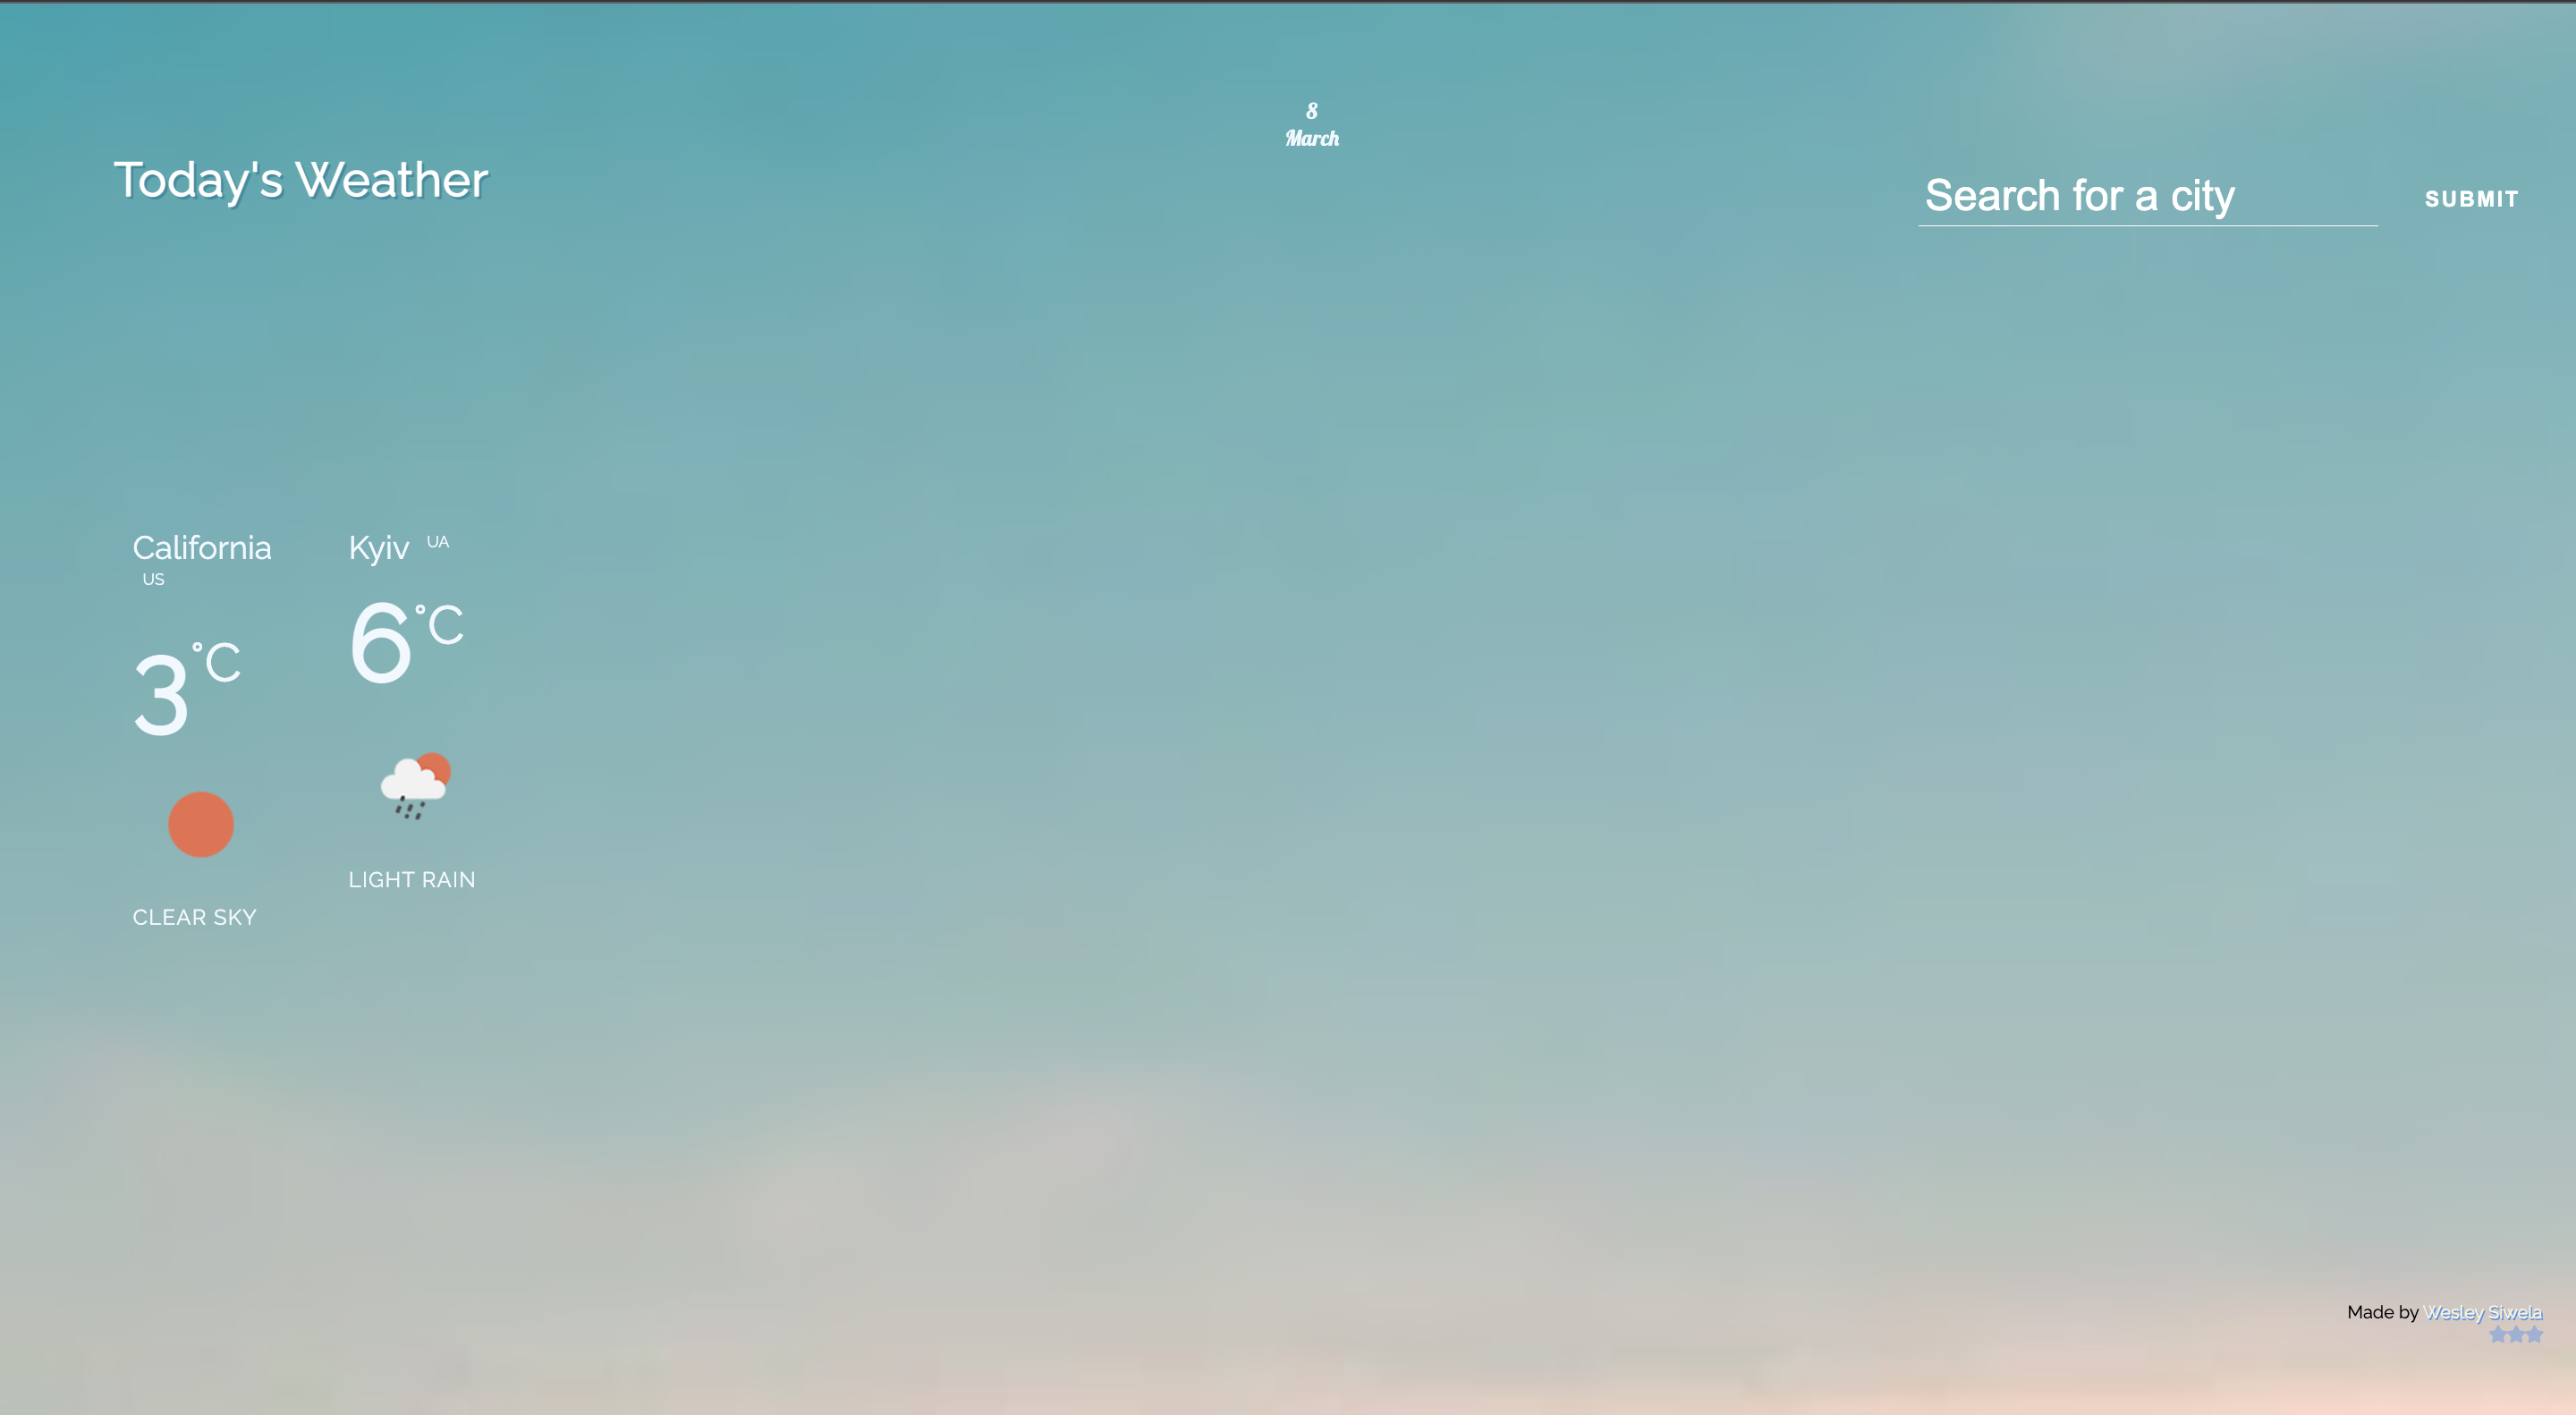 8
March
Today's Weather
Search for a city
SUBMIT
California
US
3°C
CLEAR SKY
Kyiv UA
6°C
LIGHT RAIN
Made by Wesley Siwela